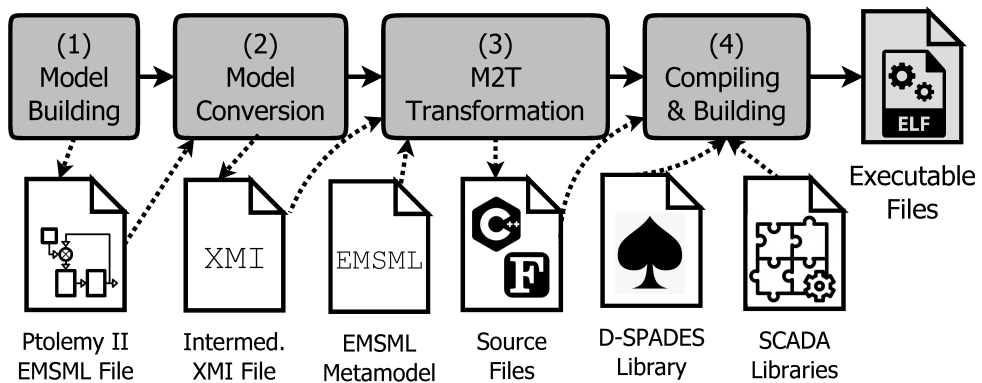 (1)
Model
Building
(2)
Model
Conversion
(3)
M2T
Transformation
(4)
Compiling
& Building
ELF
Executable
Files
XMI
EMSML
C++
F
Ptolemy II
EMSML File
Intermed.
XMI File
EMSML
Metamodel
Source
Files
D-SPADES
Library
SCADA
Libraries